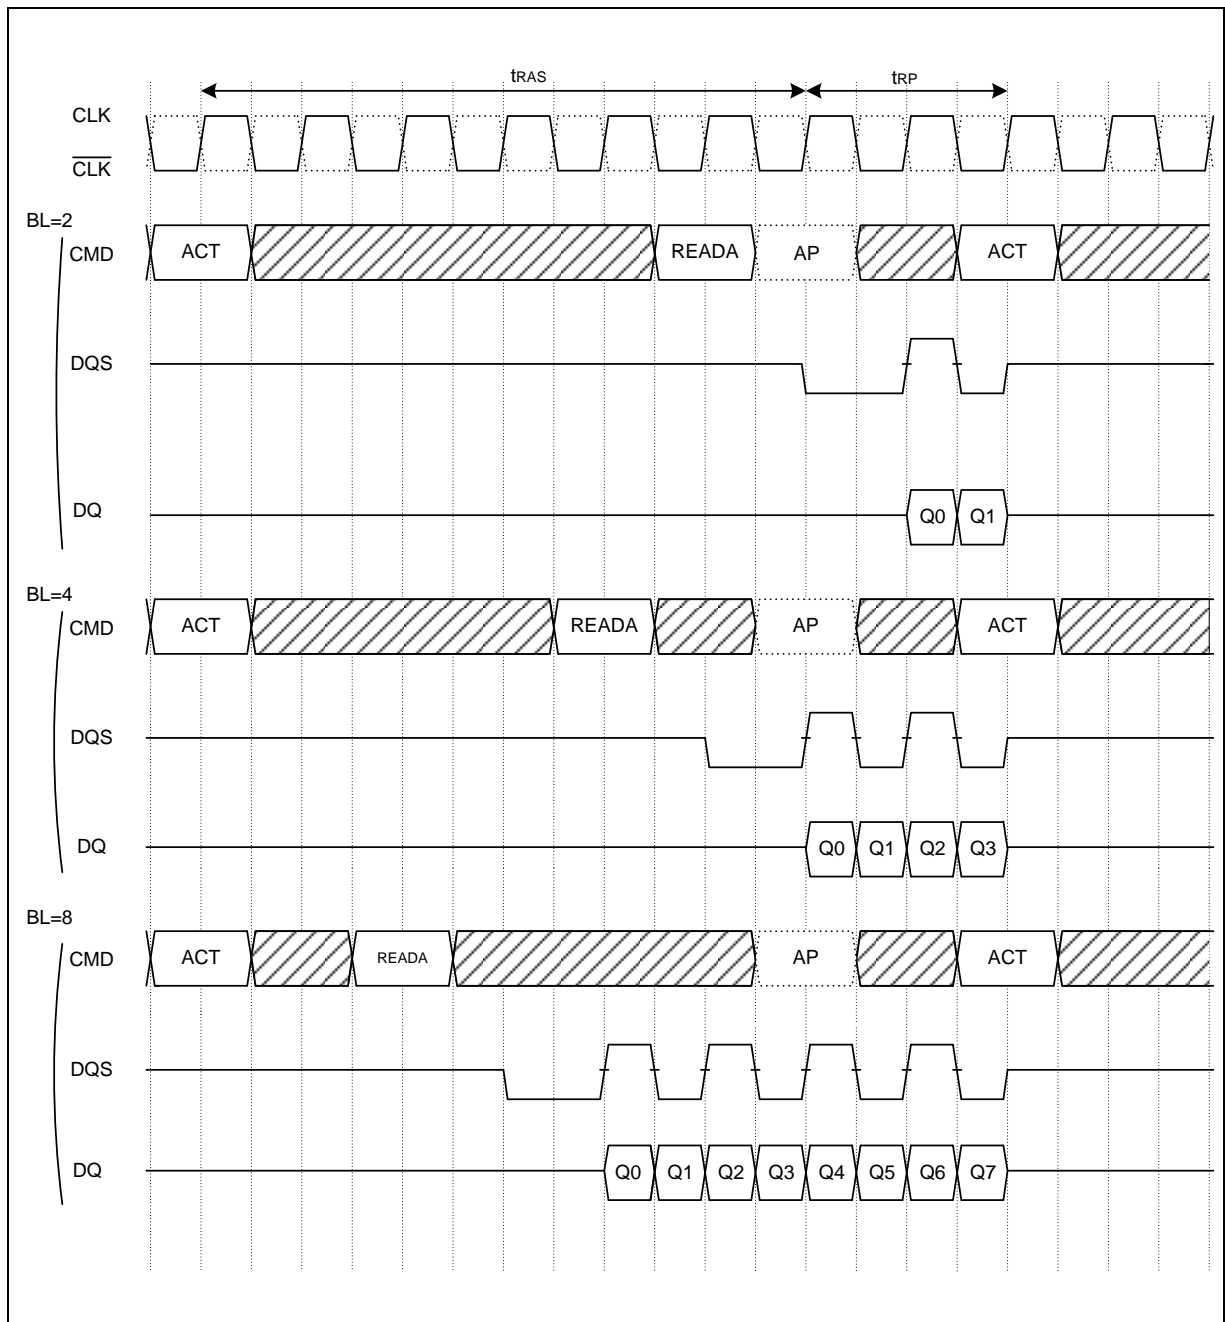 tRAS tRP
CLK
CLK
BL=2
CMD ACT READA AP ACT
DQS
DQ Q0 Q1
BL=4
CMD ACT READA AP ACT
DQS
DQ Q0 Q1 Q2 Q3
BL=8
CMD ACT READA AP ACT
DQS
DQ Q0 Q1 Q2 Q3 Q4 Q5 Q6 Q7